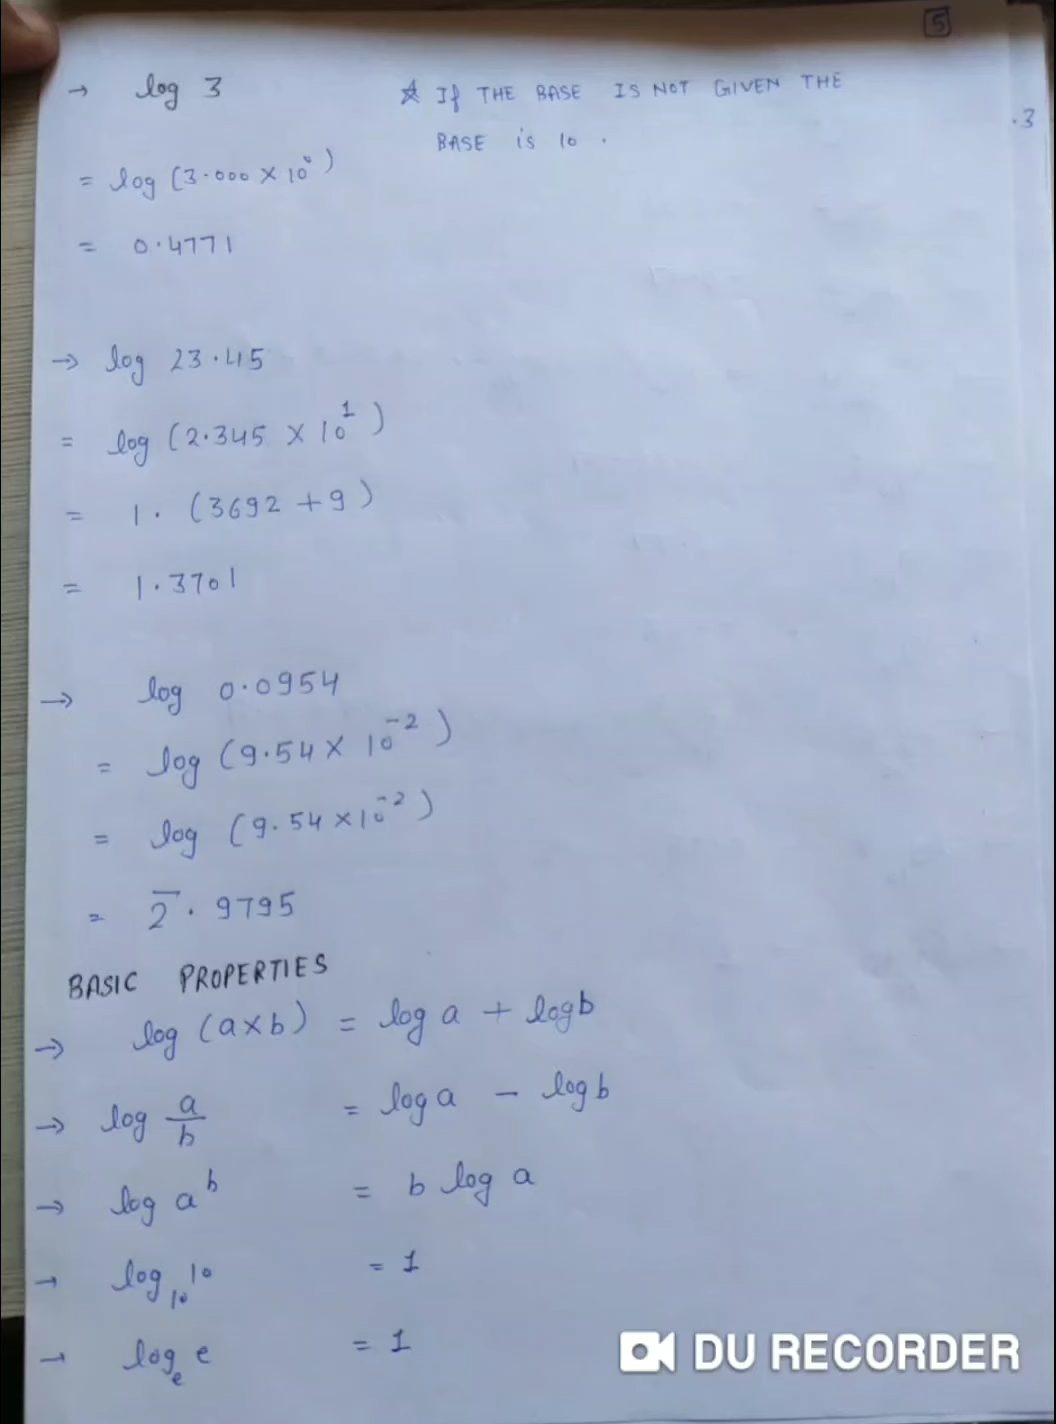 5
→ log 3 ☆ If THE BASE IS NOT GIVEN THE
BASE is 10 .
.3
= log (3.000 × 10⁰)
= 0.4771
→ log 23.45
= log (2.345 × 10¹)
= 1. (3692 + 9)
= 1.3701
→ log 0.0954
= log (9.54 × 10⁻²)
= log (9.54 × 10⁻²)
= 2̅. 9795
BASIC PROPERTIES
→ log (a×b) = log a + log b
→ log a/b = log a - log b
→ log aᵇ = b log a
→ log₁₀ 10 = 1
→ logₑ e = 1
DU RECORDER